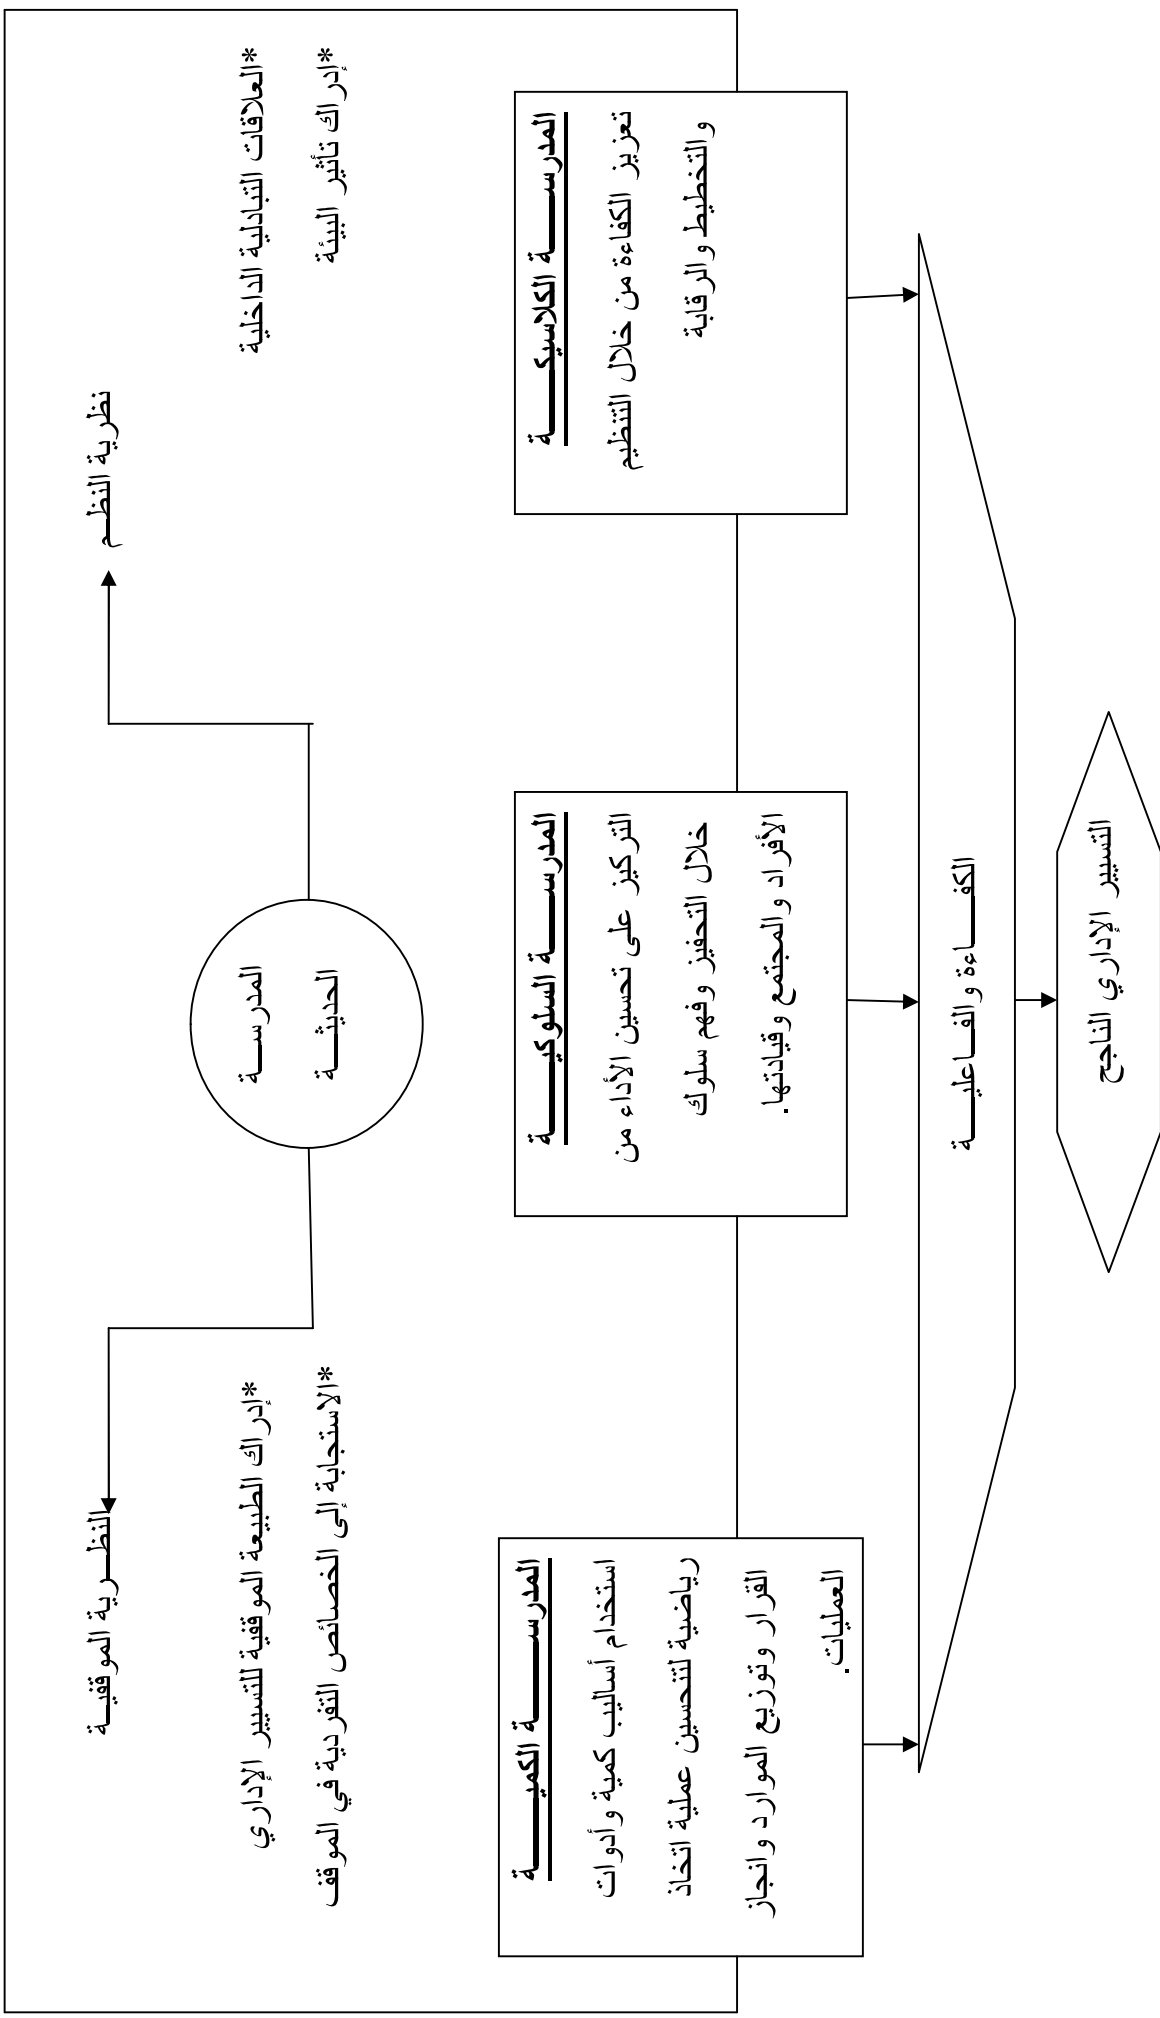 نظرية النظم
النظرية الموقفية
*العلاقات التبادلية الداخلية
*إدراك تأثير البيئة
المدرسة
الحديثة
*إدراك الطبيعة الموقفية للتسيير الإداري
*الاستجابة إلى الخصائص التفردية في الموقف
المدرسة الكلاسيكية
تعزيز الكفاءة من خلال التنظيم
والتخطيط والرقابة
المدرسة السلوكية
التركيز على تحسين الأداء من
خلال التحفيز وفهم سلوك
الأفراد والمجتمع وقيادتها.
المدرسة الكمية
استخدام أساليب كمية وأدوات
رياضية لتتحسين عملية اتخاذ
القرار وتوزيع الموارد وانجاز
العمليات.
الكفاءة والفاعلية
التسيير الإداري الناجح